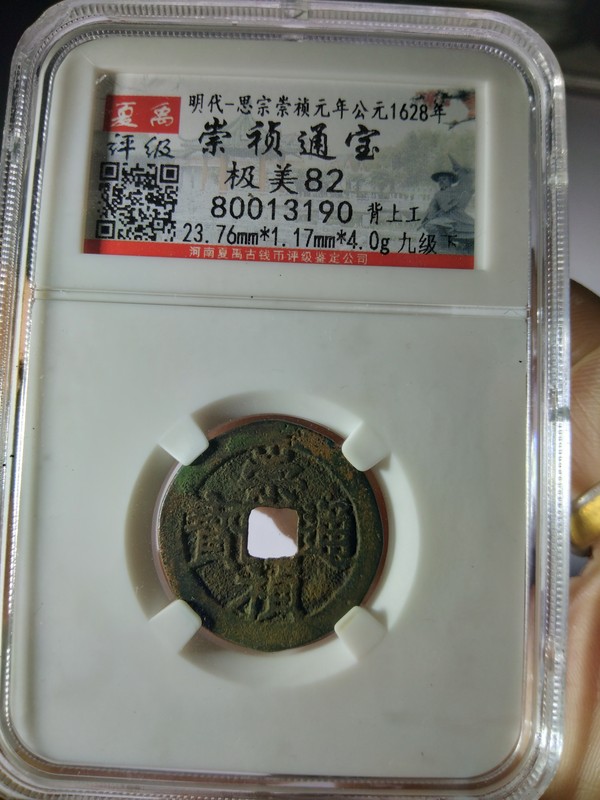 夏禹
评级
明代-思宗崇祯元年公元1628年
崇祯通宝
极美82
80013190 背上工
23.76mm*1.17mm*4.0g 九级 下
河南夏禹古钱币评级鉴定公司
崇禎通寶